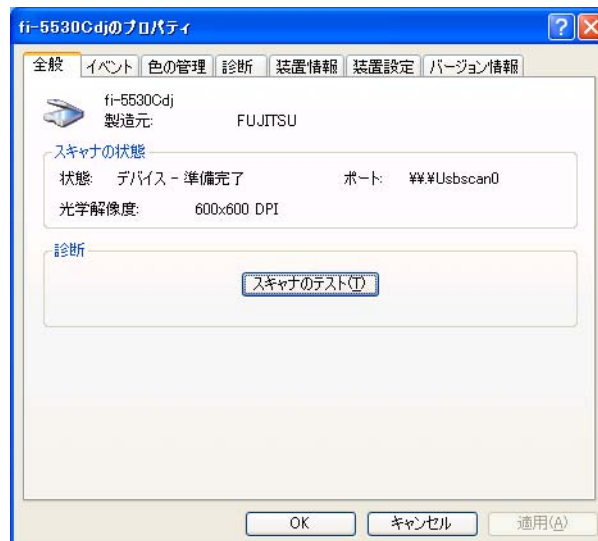 fi-5530Cdjのプロパティ
全般 イベント 色の管理 診断 装置情報 装置設定 バージョン情報
fi-5530Cdj
製造元: FUJITSU
スキャナの状態
状態: デバイス - 準備完了 ポート: ¥¥.¥Usbscan0
光学解像度: 600x600 DPI
診断
スキャナのテスト(T)
OK キャンセル 適用(A)